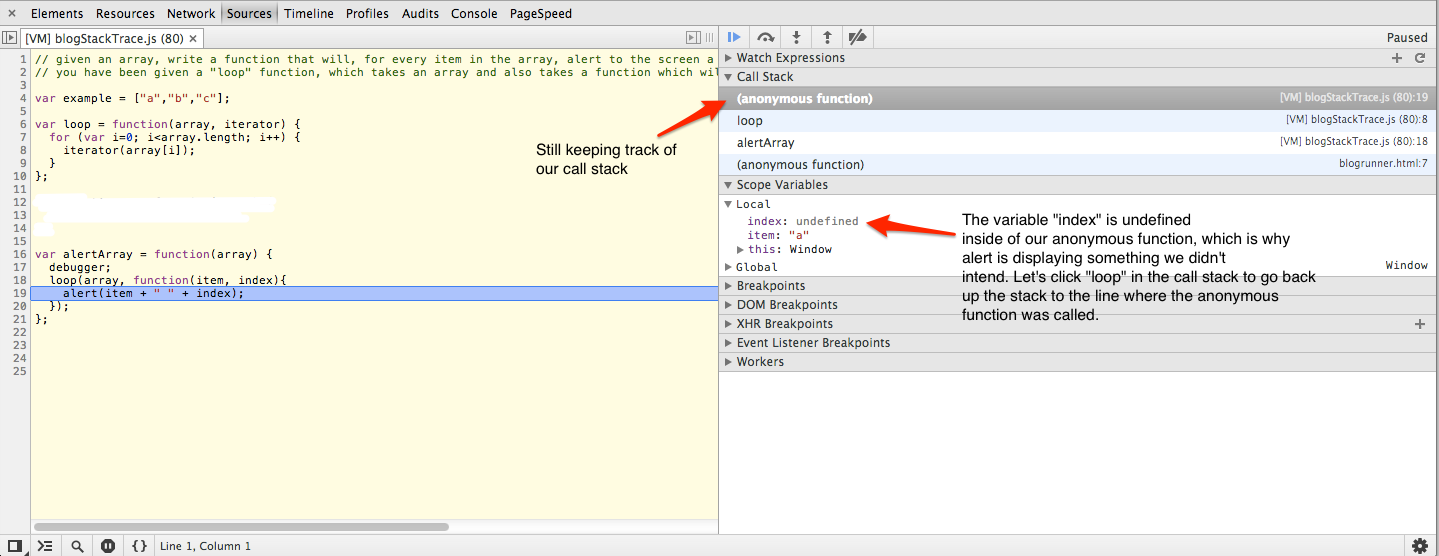 × Elements Resources Network Sources Timeline Profiles Audits Console PageSpeed
[VM] blogStackTrace.js (80) ×
1 // given an array, write a function that will, for every item in the array, alert to the screen a
2 // you have been given a "loop" function, which takes an array and also takes a function which wil
3
4 var example = ["a","b","c"];
5
6 var loop = function(array, iterator) {
7 for (var i=0; i<array.length; i++) {
8 iterator(array[i]);
9 }
10 };
11
12
13
14
15
16 var alertArray = function(array) {
17 debugger;
18 loop(array, function(item, index){
19 alert(item + " " + index);
20 });
21 };
22
23
24
25
Still keeping track of
our call stack
Paused
Watch Expressions
Call Stack
(anonymous function) [VM] blogStackTrace.js (80):19
loop [VM] blogStackTrace.js (80):8
alertArray [VM] blogStackTrace.js (80):18
(anonymous function) blogrunner.html:7
Scope Variables
Local
index: undefined
item: "a"
this: Window
Global Window
Breakpoints
DOM Breakpoints
XHR Breakpoints
Event Listener Breakpoints
Workers
The variable "index" is undefined
inside of our anonymous function, which is why
alert is displaying something we didn't
intend. Let's click "loop" in the call stack to go back
up the stack to the line where the anonymous
function was called.
{} Line 1, Column 1